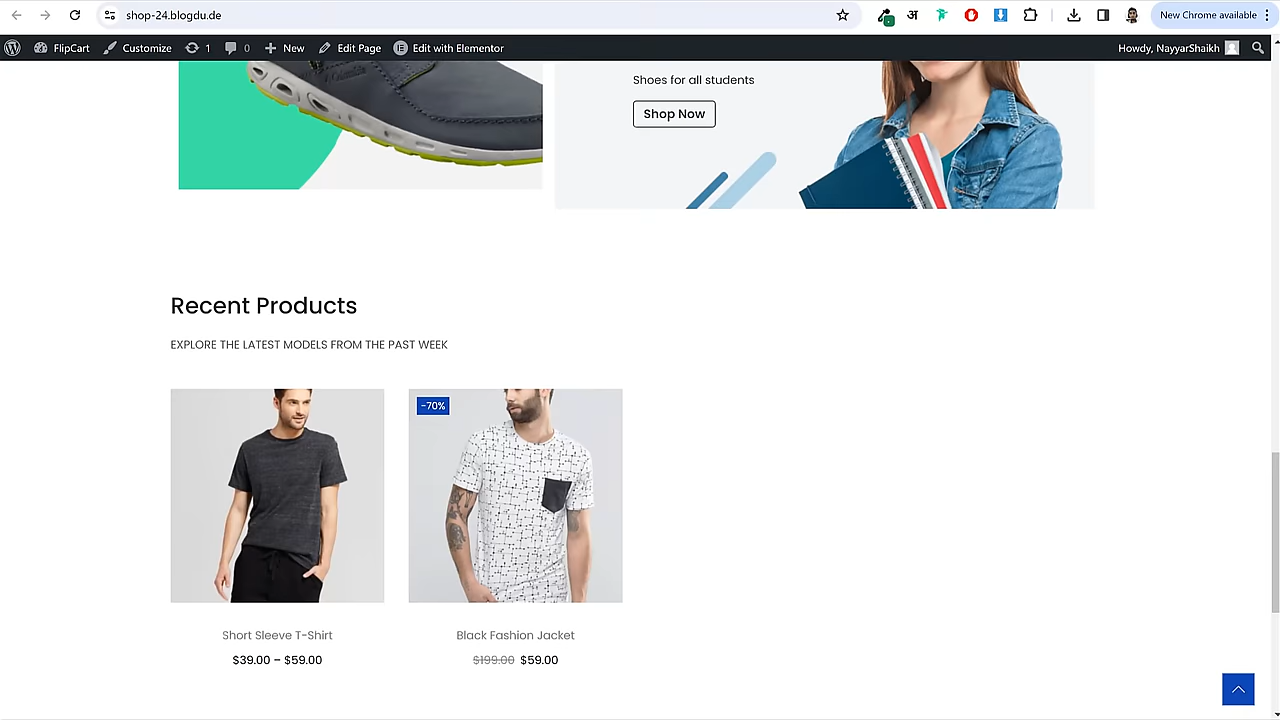 shop-24.blogdu.de
अ
New Chrome available
FlipCart Customize 1 0 New Edit Page Edit with Elementor Howdy, NayyarShaikh
Shoes for all students
Shop Now
Recent Products
EXPLORE THE LATEST MODELS FROM THE PAST WEEK
-70%
Short Sleeve T-Shirt
$39.00 – $59.00
Black Fashion Jacket
$199.00 $59.00